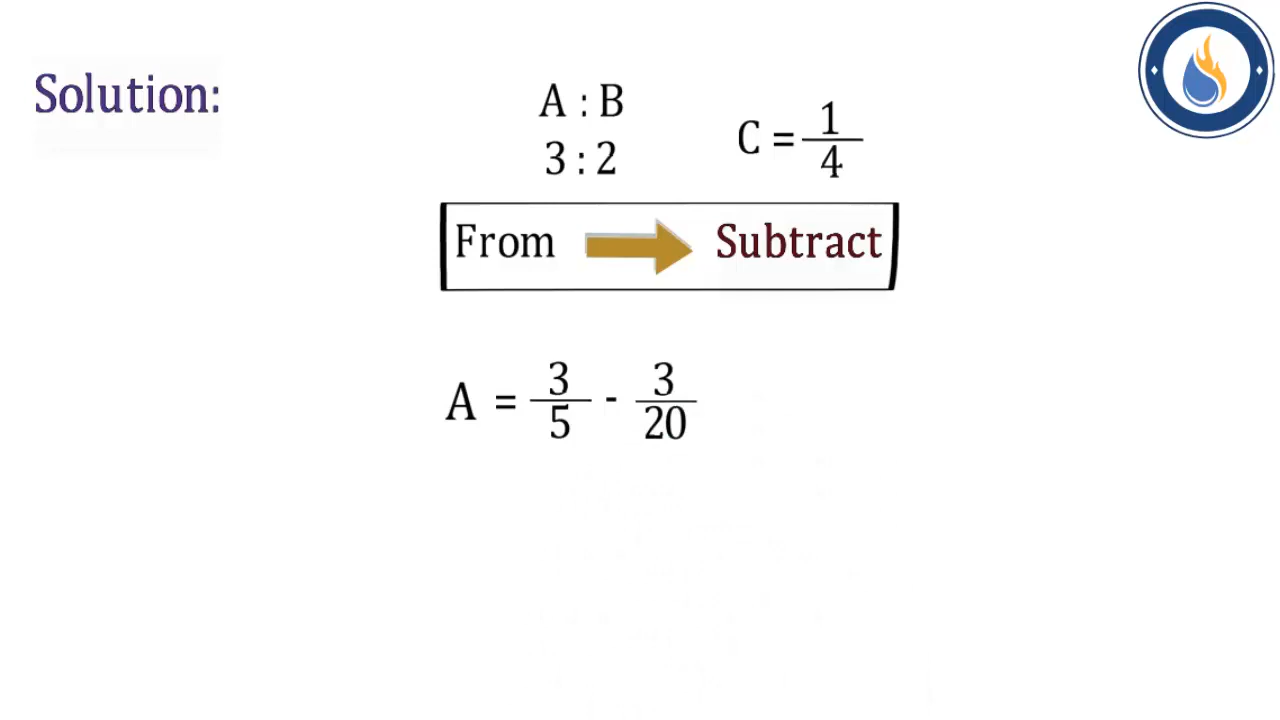 Solution:
A : B
3 : 2
C = 1/4
From Subtract
A = 3/5 - 3/20